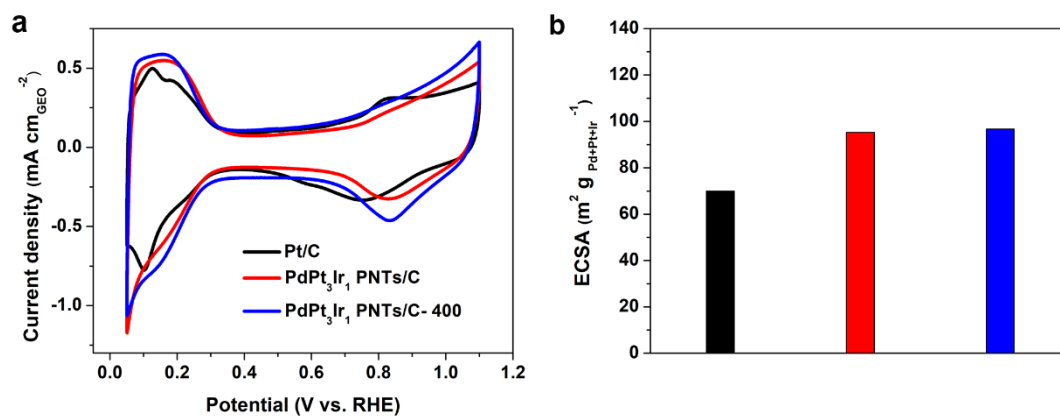 a
Current density (mA cm_GEO^-2)
0.5
0.0
-0.5
-1.0
Pt/C
PdPt₃Ir₁ PNTs/C
PdPt₃Ir₁ PNTs/C- 400
0.0 0.2 0.4 0.6 0.8 1.0 1.2
Potential (V vs. RHE)
b
ECSA (m² g Pd+Pt+Ir⁻¹)
140
120
100
80
60
40
20
0